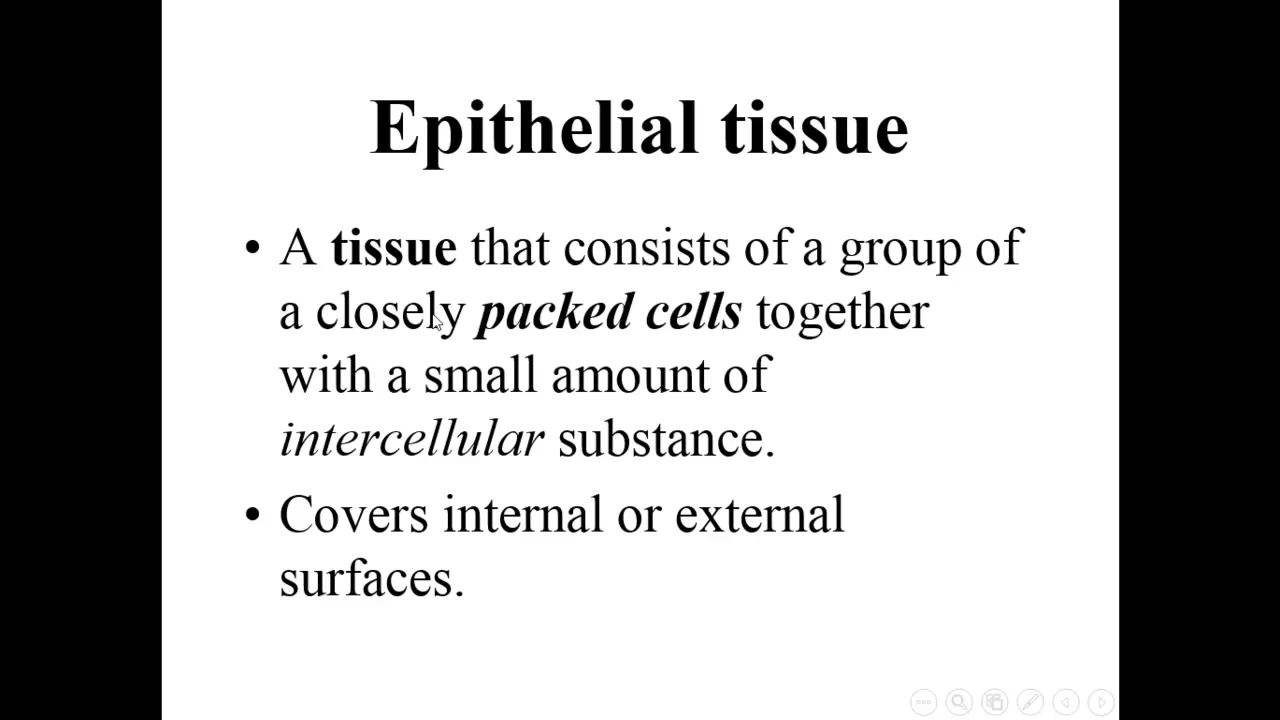 Epithelial tissue
• A tissue that consists of a group of
a closely packed cells together
with a small amount of
intercellular substance.
• Covers internal or external
surfaces.